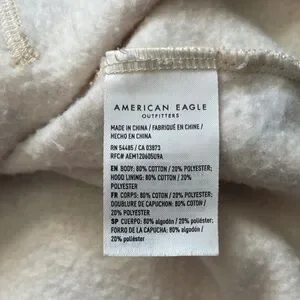 AMERICAN EAGLE
OUTFITTERS
MADE IN CHINA / FABRIQUÉ EN CHINE /
HECHO EN CHINA
RN 54485 / CA 03873
RFC# AEM1206050U9A
EN BODY: 80% COTTON / 20% POLYESTER;
HOOD LINING: 80% COTTON / 20%
POLYESTER
FR CORPS: 80% COTON / 20% POLYESTER;
DOUBLURE DE CAPUCHON: 80% COTON /
20% POLYESTER
SP CUERPO: 80% algodón / 20% poliéster;
FORRO DE LA CAPUCHA: 80% algodón /
20% poliéster